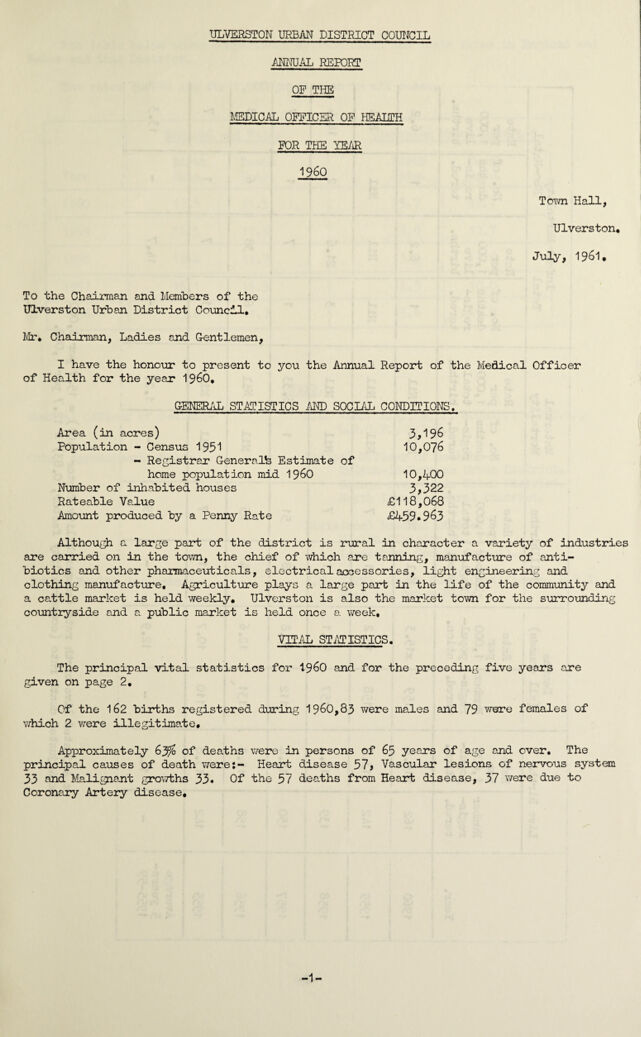 ULVERSTON URBAN DISTRICT COUNCIL
ANNUAL REPORT
OF THE
MEDICAL OFFICER OF HEALTH
FOR THE YEAR
1960
Town Hall,
Ulverston.
July, 1961.
To the Chairman and Members of the
Ulverston Urban District Council.
Mr. Chairman, Ladies and Gentlemen,
I have the honour to present to you the Annual Report of the Medical Officer
of Health for the year 1960.
GENERAL STATISTICS AND SOCIAL CONDITIONS.
Area (in acres) 3,196
Population - Census 1951 10,076
- Registrar General's Estimate of
home population mid 1960 10,400
Number of inhabited houses 3,322
Rateable Value £118,068
Amount produced by a Penny Rate £459.963
Although a large part of the district is rural in character a variety of industries
are carried on in the town, the chief of which are tanning, manufacture of anti-
biotics and other pharmaceuticals, electrical accessories, light engineering and
clothing manufacture. Agriculture plays a large part in the life of the community and
a cattle market is held weekly. Ulverston is also the market town for the surrounding
countryside and a public market is held once a week.
VITAL STATISTICS.
The principal vital statistics for 1960 and for the preceding five years are
given on page 2.
Of the 162 births registered during 1960,83 were males and 79 were females of
which 2 were illegitimate.
Approximately 63% of deaths were in persons of 65 years of age and over. The
principal causes of death were:- Heart disease 57, Vascular lesions of nervous system
33 and Malignant growths 33. Of the 57 deaths from Heart disease, 37 were due to
Coronary Artery disease.
-1-